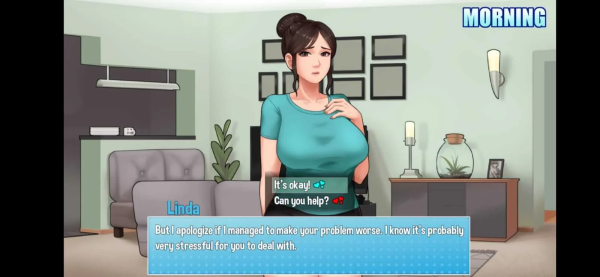 MORNING
It's okay!
Can you help?
Linda
But I apologize if I managed to make your problem worse. I know it's probably
very stressful for you to deal with.